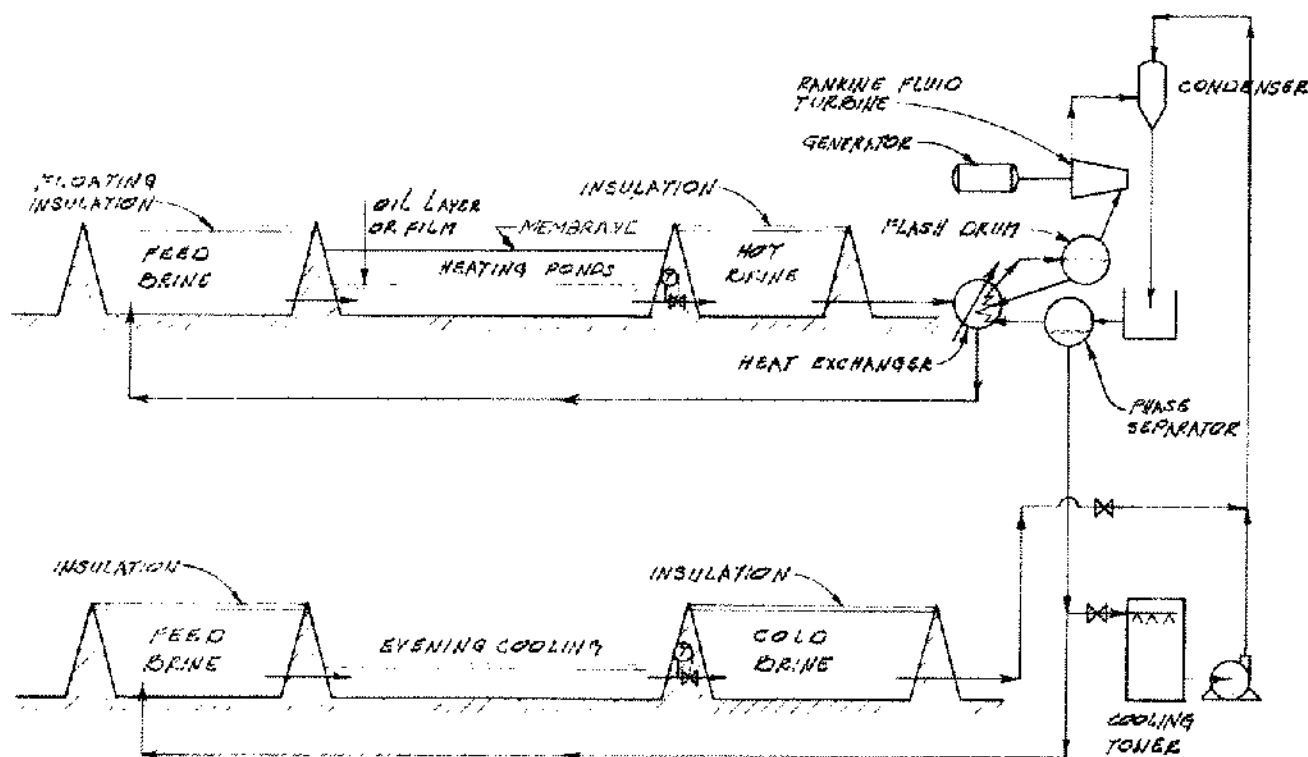 RANKINE FLUID
TURBINE
CONDENSER
GENERATOR
FLOATING
INSULATION
OIL LAYER
OR FILM
INSULATION
MEMBRANE
FLASH DRUM
FEED
BRINE
HEATING PONDS
HOT
BRINE
T
HEAT EXCHANGER
PHASE
SEPARATOR
INSULATION
INSULATION
FEED
BRINE
EVENING COOLING
T
COLD
BRINE
COOLING
TONER